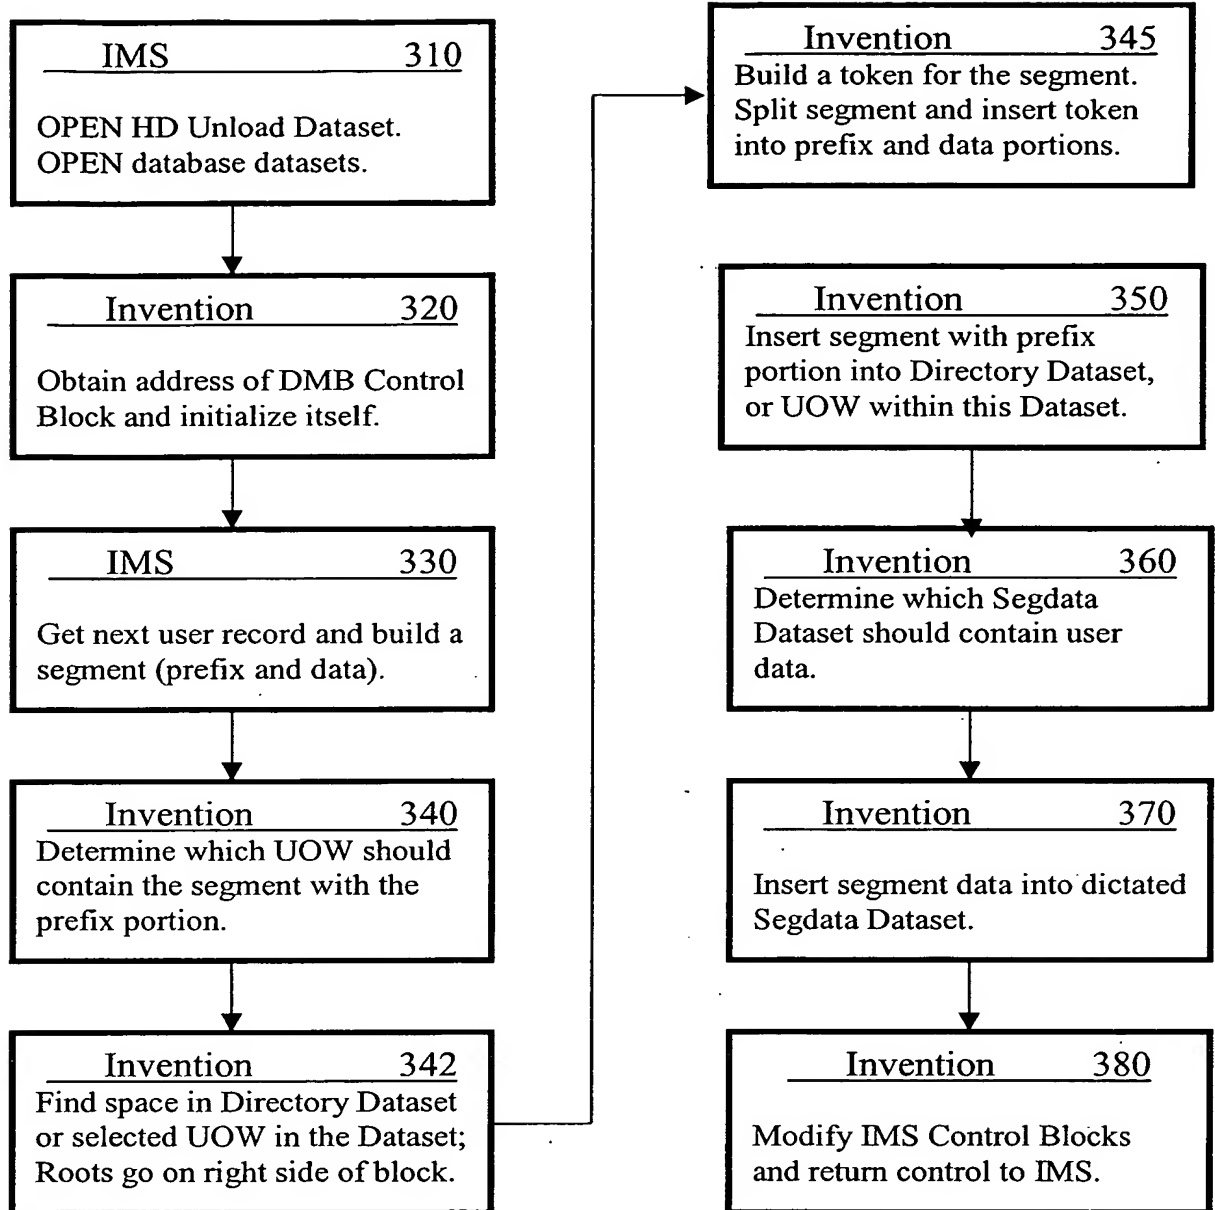 IMS 310
OPEN HD Unload Dataset.
OPEN database datasets.
Invention 320
Obtain address of DMB Control
Block and initialize itself.
IMS 330
Get next user record and build a
segment (prefix and data).
Invention 340
Determine which UOW should
contain the segment with the
prefix portion.
Invention 342
Find space in Directory Dataset
or selected UOW in the Dataset;
Roots go on right side of block.
Invention 345
Build a token for the segment.
Split segment and insert token
into prefix and data portions.
Invention 350
Insert segment with prefix
portion into Directory Dataset,
or UOW within this Dataset.
Invention 360
Determine which Segdata
Dataset should contain user
data.
Invention 370
Insert segment data into dictated
Segdata Dataset.
Invention 380
Modify IMS Control Blocks
and return control to IMS.